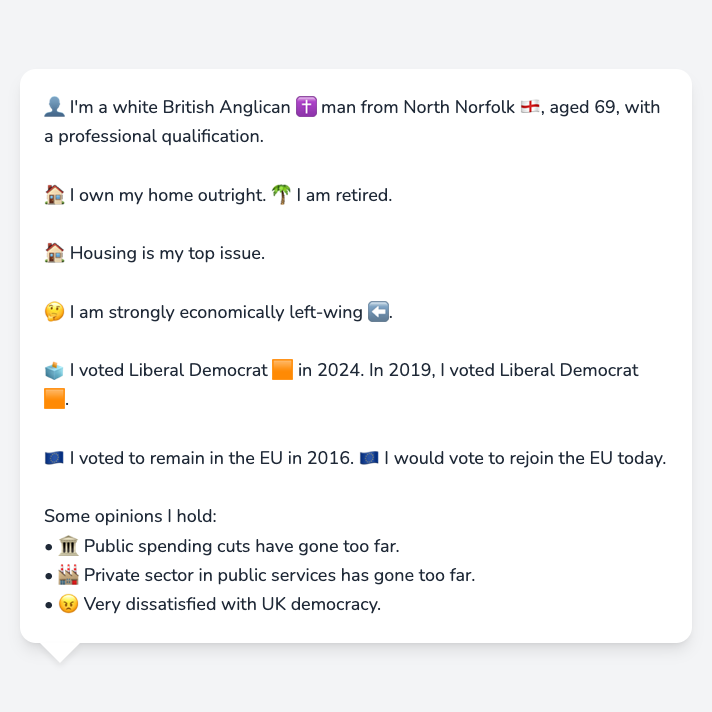 👤 I'm a white British Anglican ✝️ man from North Norfolk 🏴󠁧󠁢󠁥󠁮󠁧󠁿, aged 69, with
a professional qualification.
🏠 I own my home outright. 🌴 I am retired.
🏠 Housing is my top issue.
🤔 I am strongly economically left-wing ⬅️.
🗳️ I voted Liberal Democrat 🟧 in 2024. In 2019, I voted Liberal Democrat
🟧.
🇪🇺 I voted to remain in the EU in 2016. 🇪🇺 I would vote to rejoin the EU today.
Some opinions I hold:
• 🏛️ Public spending cuts have gone too far.
• 🏭 Private sector in public services has gone too far.
• 😠 Very dissatisfied with UK democracy.